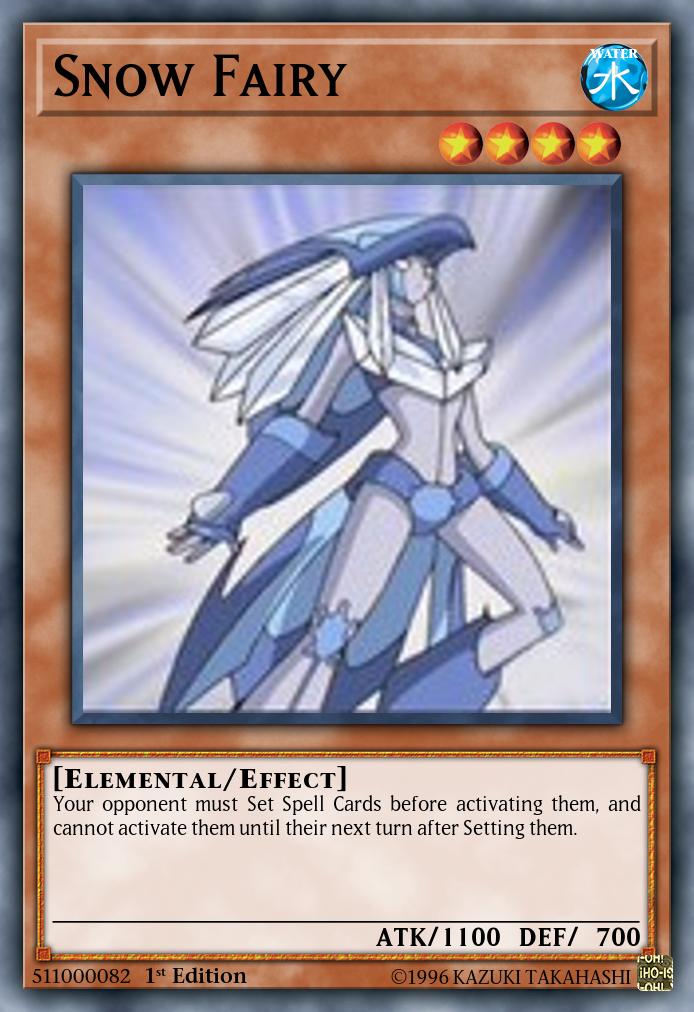 Snow Fairy
WATER
水
[Elemental/Effect]
Your opponent must Set Spell Cards before activating them, and
cannot activate them until their next turn after Setting them.
ATK/1100 DEF/ 700
511000082 1st Edition ©1996 KAZUKI TAKAHASHI